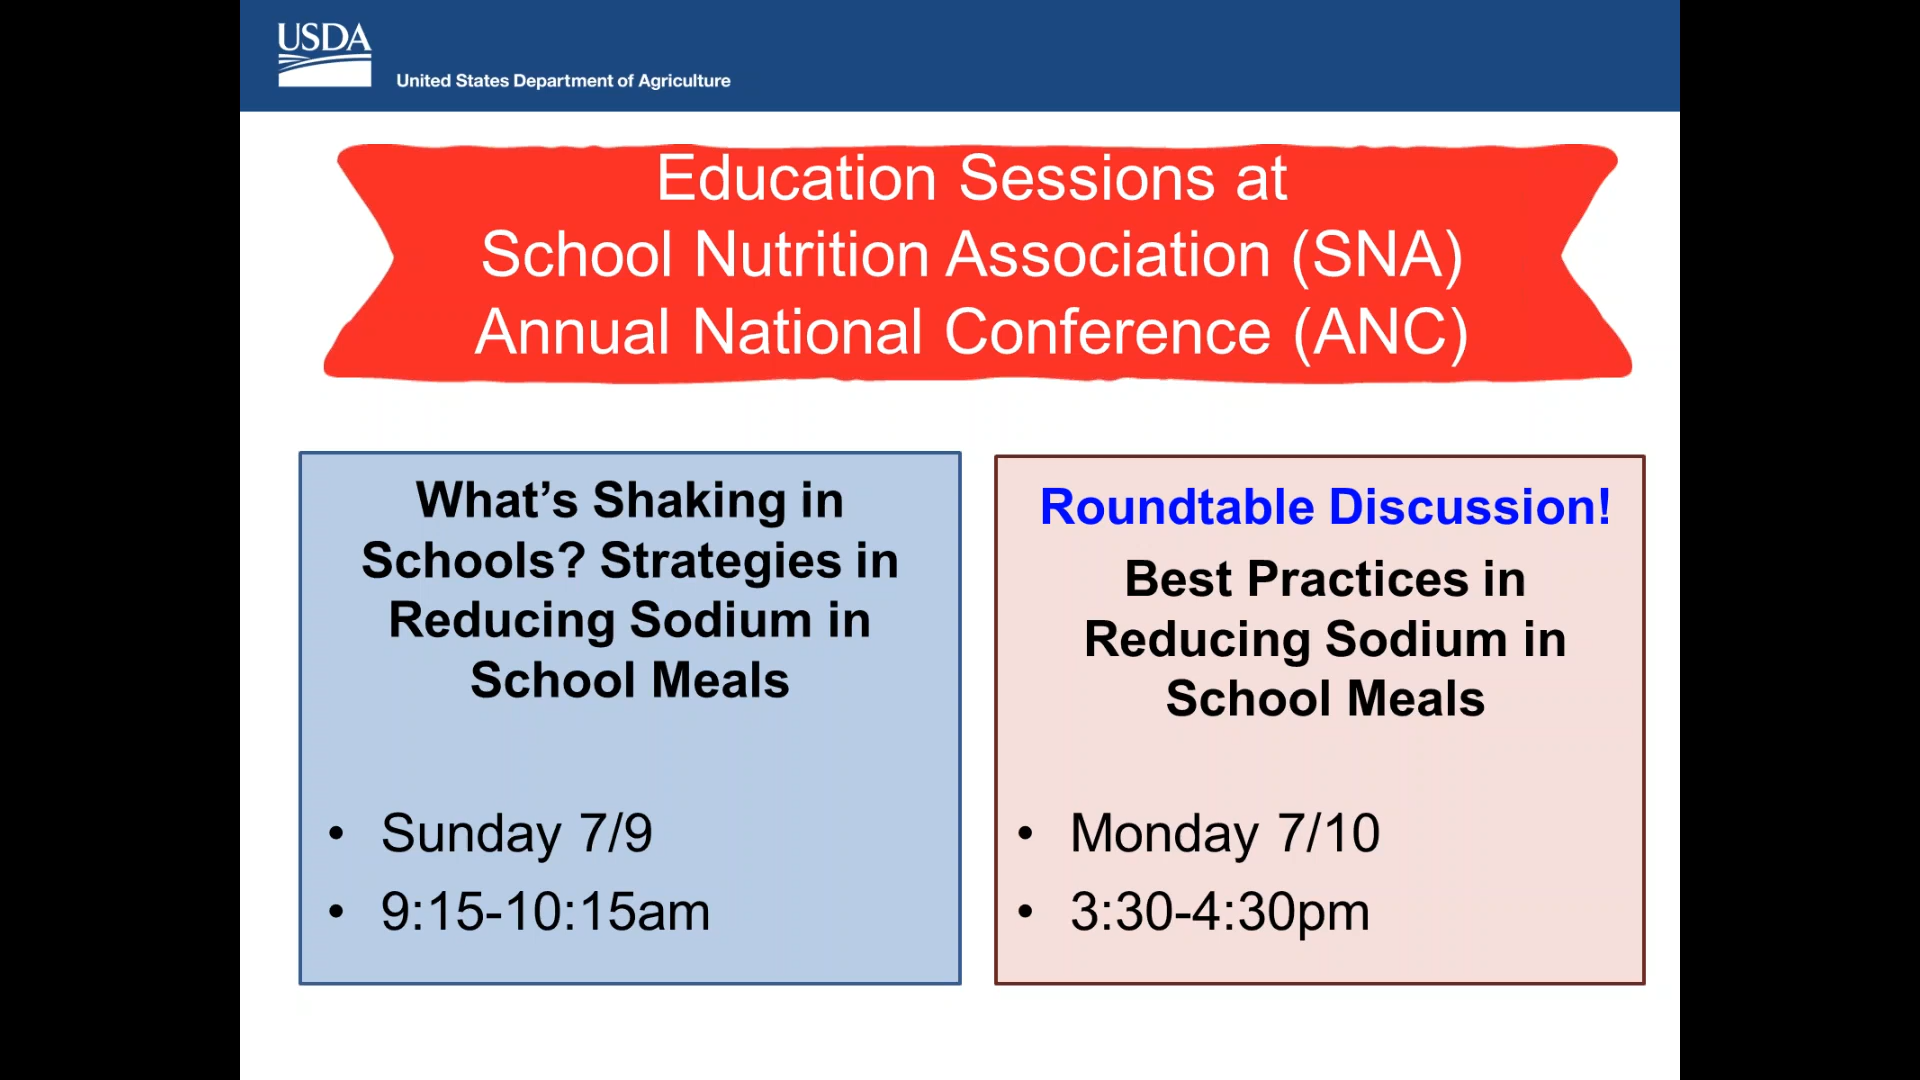 USDA
United States Department of Agriculture
Education Sessions at
School Nutrition Association (SNA)
Annual National Conference (ANC)
What’s Shaking in
Schools? Strategies in
Reducing Sodium in
School Meals
• Sunday 7/9
• 9:15-10:15am
Roundtable Discussion!
Best Practices in
Reducing Sodium in
School Meals
• Monday 7/10
• 3:30-4:30pm